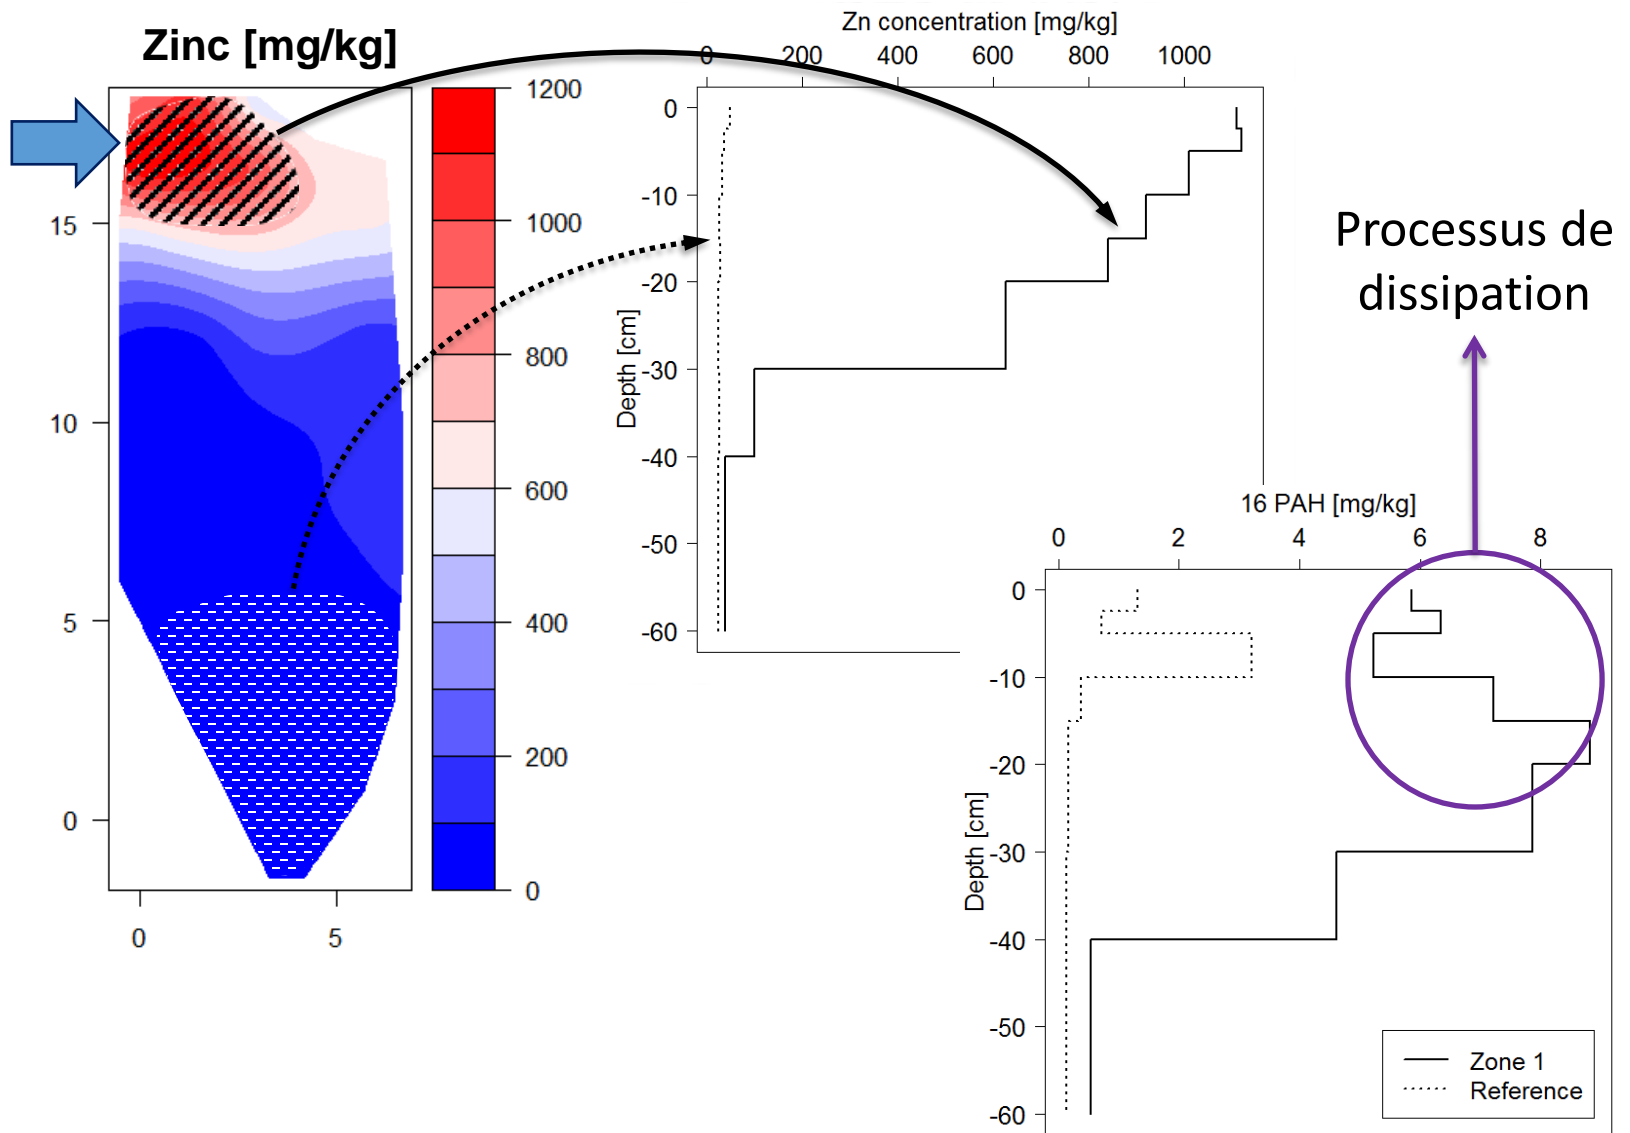 Zinc [mg/kg]
15
10
5
0
0 5
1200
1000
800
600
400
200
0
Zn concentration [mg/kg]
0 200 400 600 800 1000
Depth [cm]
0
-10
-20
-30
-40
-50
-60
Processus de
dissipation
16 PAH [mg/kg]
0 2 4 6 8
Depth [cm]
0
-10
-20
-30
-40
-50
-60
Zone 1
Reference